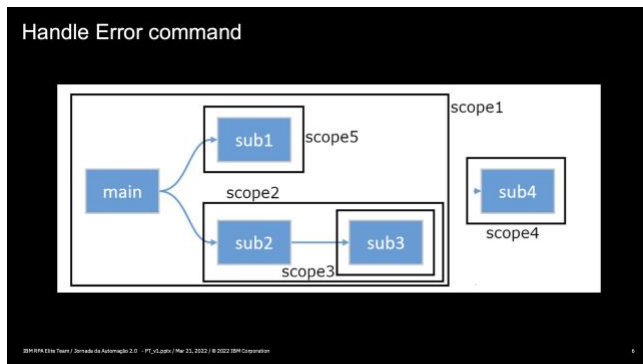 Handle Error command
scope1
sub1
scope5
main
scope2
sub4
sub2
sub3
scope4
scope3
IBM RPA Elite Team / Jornada da Automação 2.0 - PT_v1.pptx / Mar 21, 2022 / © 2022 IBM Corporation
6